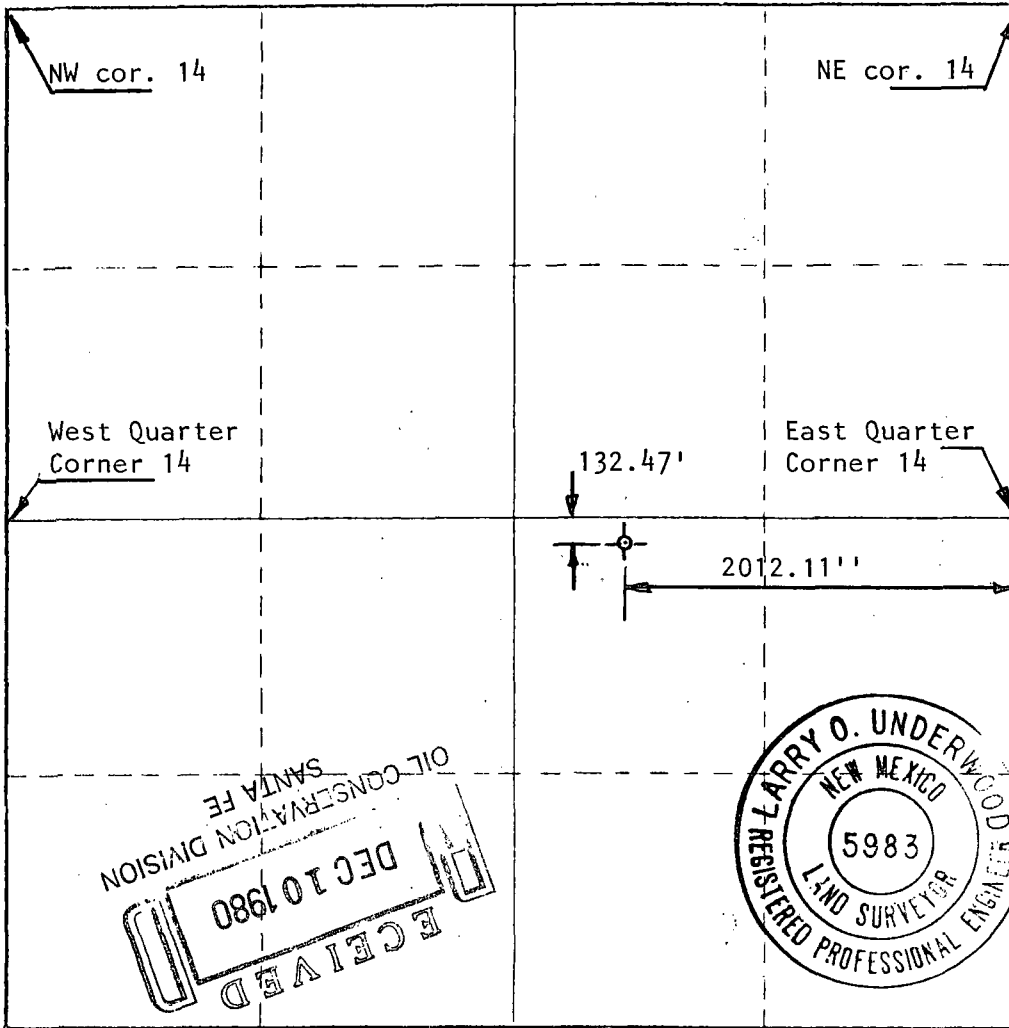 NW cor. 14
NE cor. 14
West Quarter
Corner 14
East Quarter
Corner 14
132.47'
2012.11''
OIL CONSERVATION DIVISION
SANTA FE
DEC 10 1980
ECEIVED
LARRY O. UNDERWOOD
NEW MEXICO
5983
LAND SURVEYOR
REGISTERED PROFESSIONAL ENGINEER